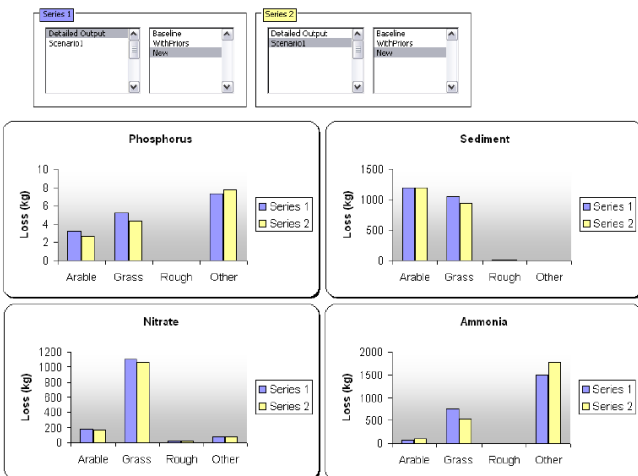 Series 1
Detailed Output
Scenario1
Baseline
WithPriors
New
Series 2
Detailed Output
Scenario1
Baseline
WithPriors
New
Phosphorus
Loss (kg)
10
8
6
4
2
0
Arable Grass Rough Other
Series 1
Series 2
Sediment
Loss (kg)
1500
1000
500
0
Arable Grass Rough Other
Series 1
Series 2
Nitrate
Loss (kg)
1200
1000
800
600
400
200
0
Arable Grass Rough Other
Series 1
Series 2
Ammonia
Loss (kg)
2000
1500
1000
500
0
Arable Grass Rough Other
Series 1
Series 2